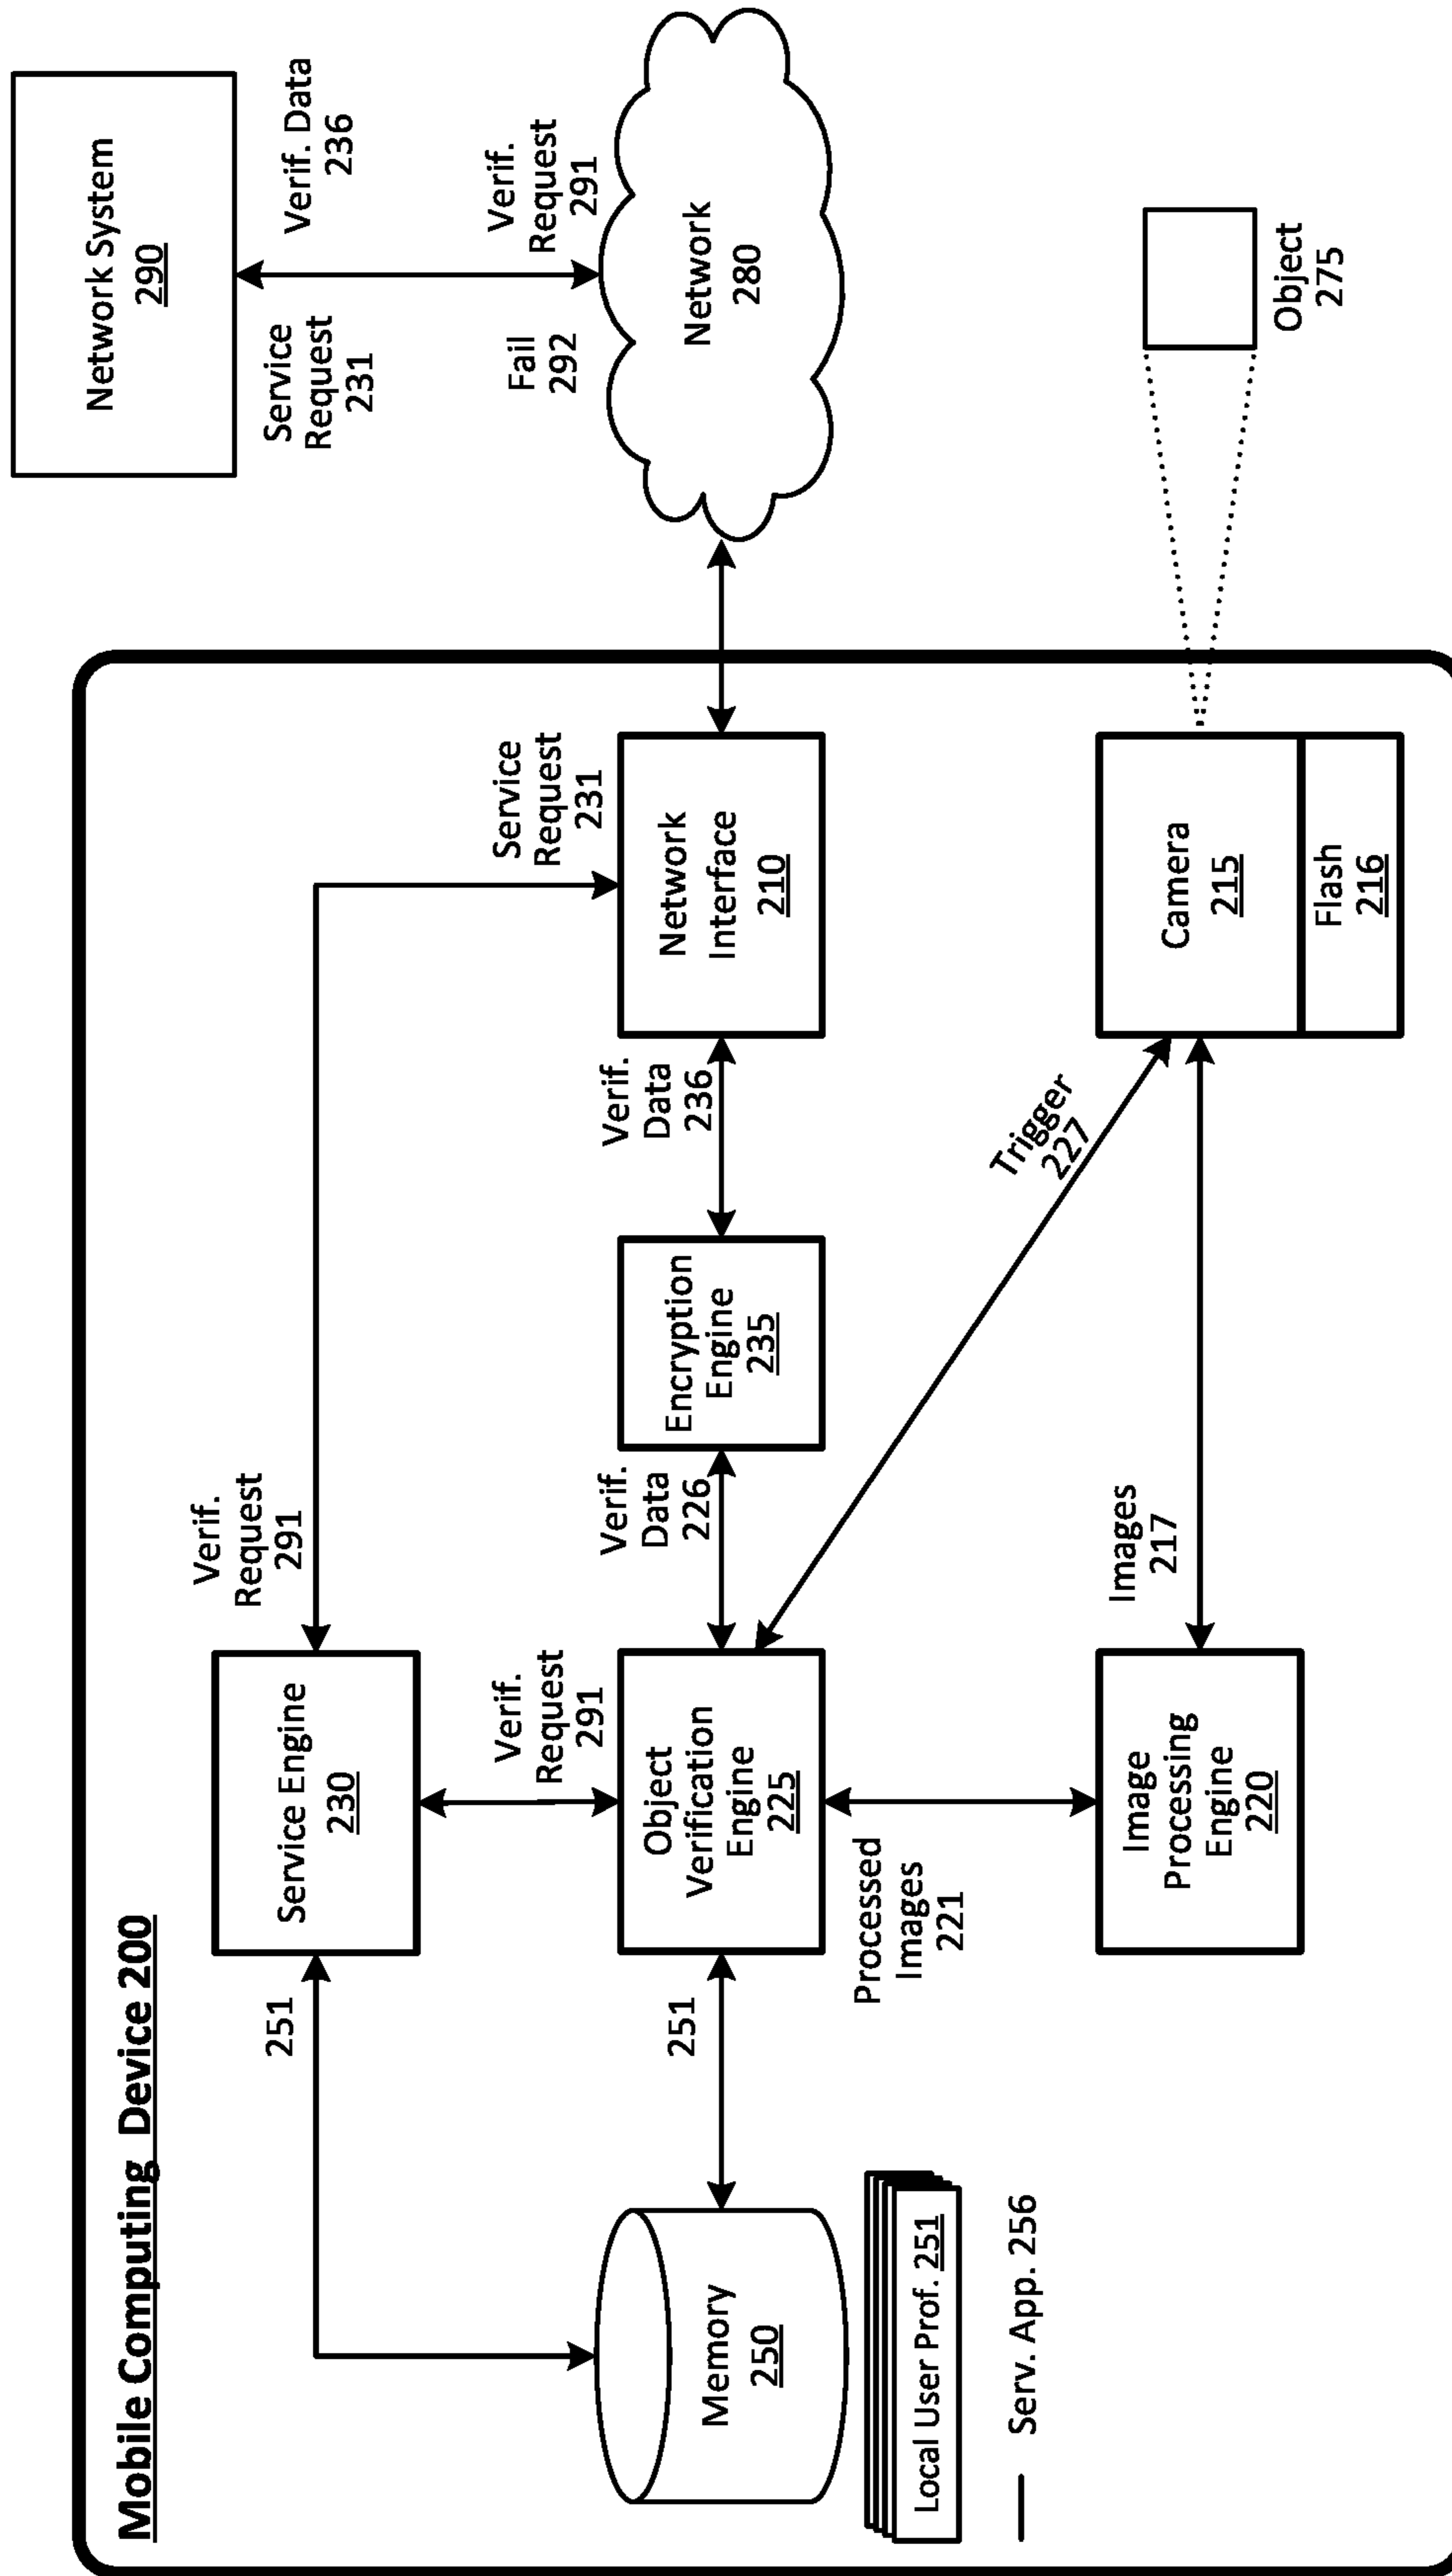 Mobile Computing Device 200
Memory
250
Local User Prof. 251
Serv. App. 256
251
251
Service Engine
230
Verif.
Request
291
Verif.
Request
291
Object
Verification
Engine
225
Processed
Images
221
Image
Processing
Engine
220
Verif.
Data
226
Encryption
Engine
235
Verif.
Data
236
Images
217
Trigger
227
Service
Request
231
Network
Interface
210
Camera
215
Flash
216
Network System
290
Service
Request
231
Verif. Data
236
Fail
292
Verif.
Request
291
Network
280
Object
275